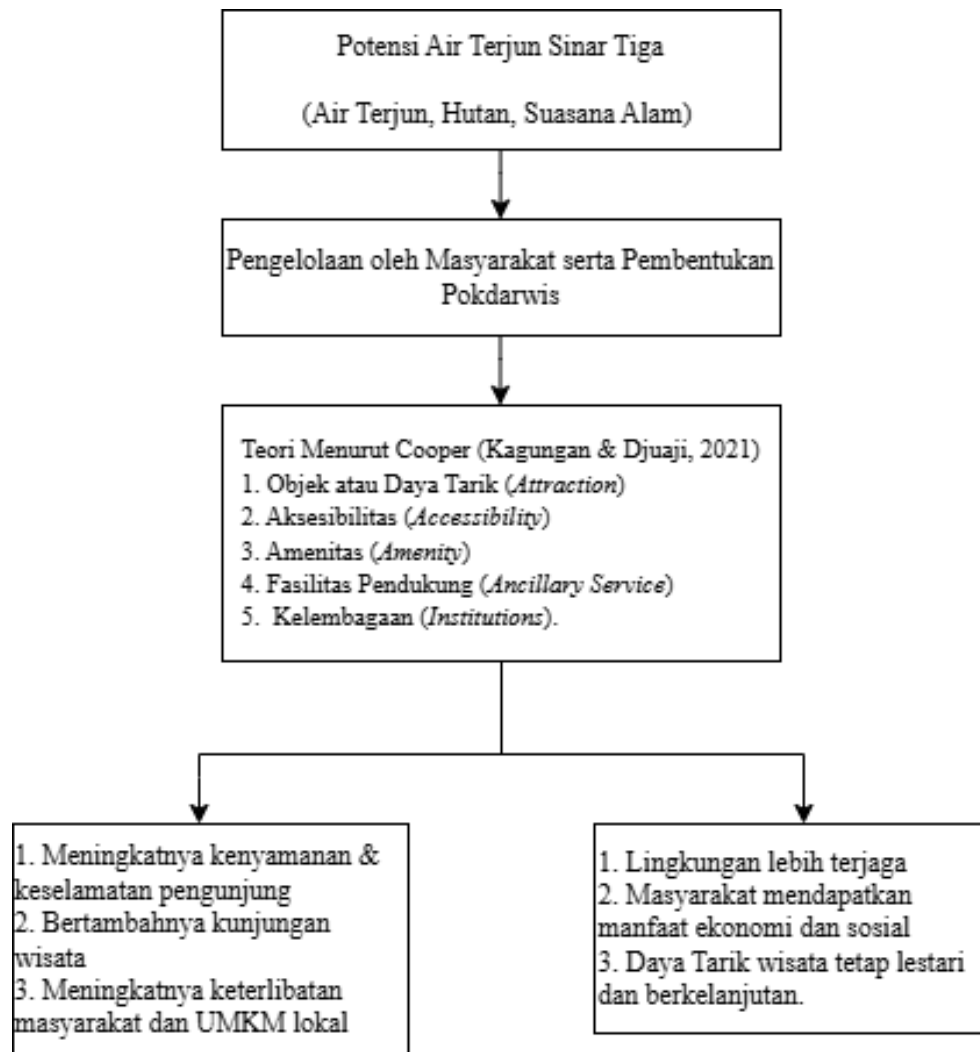 Potensi Air Terjun Sinar Tiga
(Air Terjun, Hutan, Suasana Alam)
Pengelolaan oleh Masyarakat serta Pembentukan
Pokdarwis
Teori Menurut Cooper (Kagungan & Djuaji, 2021)
1. Objek atau Daya Tarik (Attraction)
2. Aksesibilitas (Accessibility)
3. Amenitas (Amenity)
4. Fasilitas Pendukung (Ancillary Service)
5. Kelembagaan (Institutions).
1. Meningkatnya kenyamanan &
keselamatan pengunjung
2. Bertambahnya kunjungan
wisata
3. Meningkatnya keterlibatan
masyarakat dan UMKM lokal
1. Lingkungan lebih terjaga
2. Masyarakat mendapatkan
manfaat ekonomi dan sosial
3. Daya Tarik wisata tetap lestari
dan berkelanjutan.